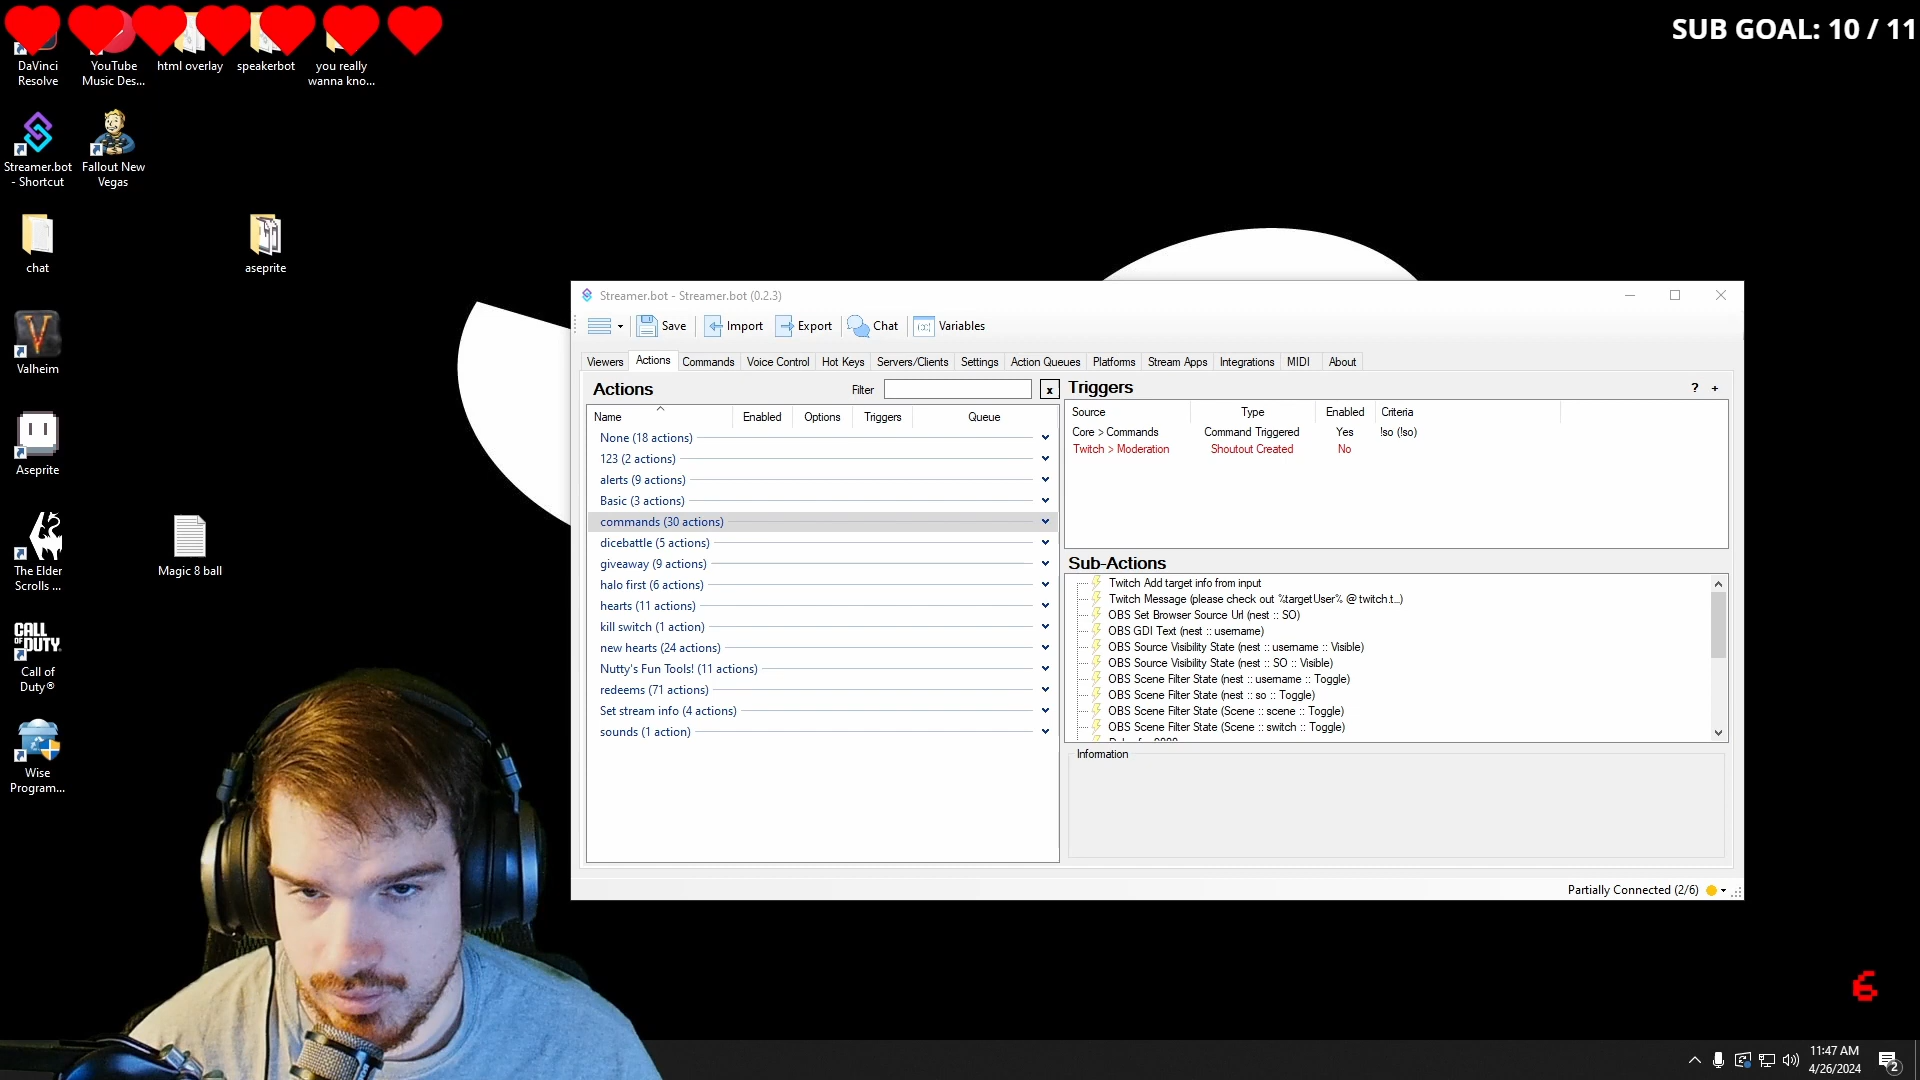 SUB GOAL: 10 / 11
DaVinci
Resolve
YouTube
Music Des...
html overlay
speakerbot
you really
wanna kno...
Streamer.bot
- Shortcut
Fallout New
Vegas
chat
aseprite
Valheim
Aseprite
The Elder
Scrolls ...
Magic 8 ball
CALL
OF DUTY
Call of
Duty®
Wise
Program...
Streamer.bot - Streamer.bot (0.2.3)
Save
Import
Export
Chat
Variables
Viewers
Actions
Commands
Voice Control
Hot Keys
Servers/Clients
Settings
Action Queues
Platforms
Stream Apps
Integrations
MIDI
About
Actions
Filter
x
Name
Enabled
Options
Triggers
Queue
None (18 actions)
123 (2 actions)
alerts (9 actions)
Basic (3 actions)
commands (30 actions)
dicebattle (5 actions)
giveaway (9 actions)
halo first (6 actions)
hearts (11 actions)
kill switch (1 action)
new hearts (24 actions)
Nutty's Fun Tools! (11 actions)
redeems (71 actions)
Set stream info (4 actions)
sounds (1 action)
Triggers
? +
Source
Type
Enabled
Criteria
Core > Commands
Command Triggered
Yes
!so (!so)
Twitch > Moderation
Shoutout Created
No
Sub-Actions
Twitch Add target info from input
Twitch Message (please check out %targetUser% @ twitch.t...)
OBS Set Browser Source Url (nest :: SO)
OBS GDI Text (nest :: username)
OBS Source Visibility State (nest :: username :: Visible)
OBS Source Visibility State (nest :: SO :: Visible)
OBS Scene Filter State (nest :: username :: Toggle)
OBS Scene Filter State (nest :: so :: Toggle)
OBS Scene Filter State (Scene :: scene :: Toggle)
OBS Scene Filter State (Scene :: switch :: Toggle)
Information
Partially Connected (2/6)
6
11:47 AM
4/26/2024
2